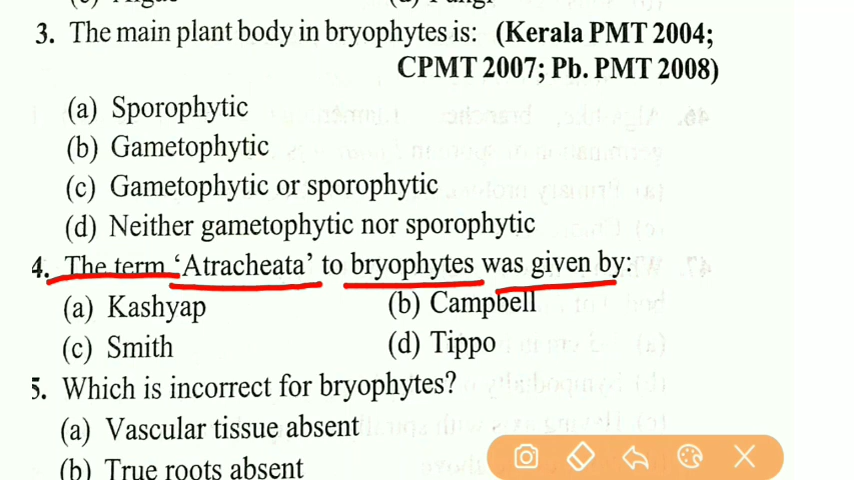 3. The main plant body in bryophytes is: (Kerala PMT 2004;
CPMT 2007; Pb. PMT 2008)
(a) Sporophytic
(b) Gametophytic
(c) Gametophytic or sporophytic
(d) Neither gametophytic nor sporophytic
4. The term ‘Atracheata’ to bryophytes was given by:
(a) Kashyap (b) Campbell
(c) Smith (d) Tippo
5. Which is incorrect for bryophytes?
(a) Vascular tissue absent
(b) True roots absent